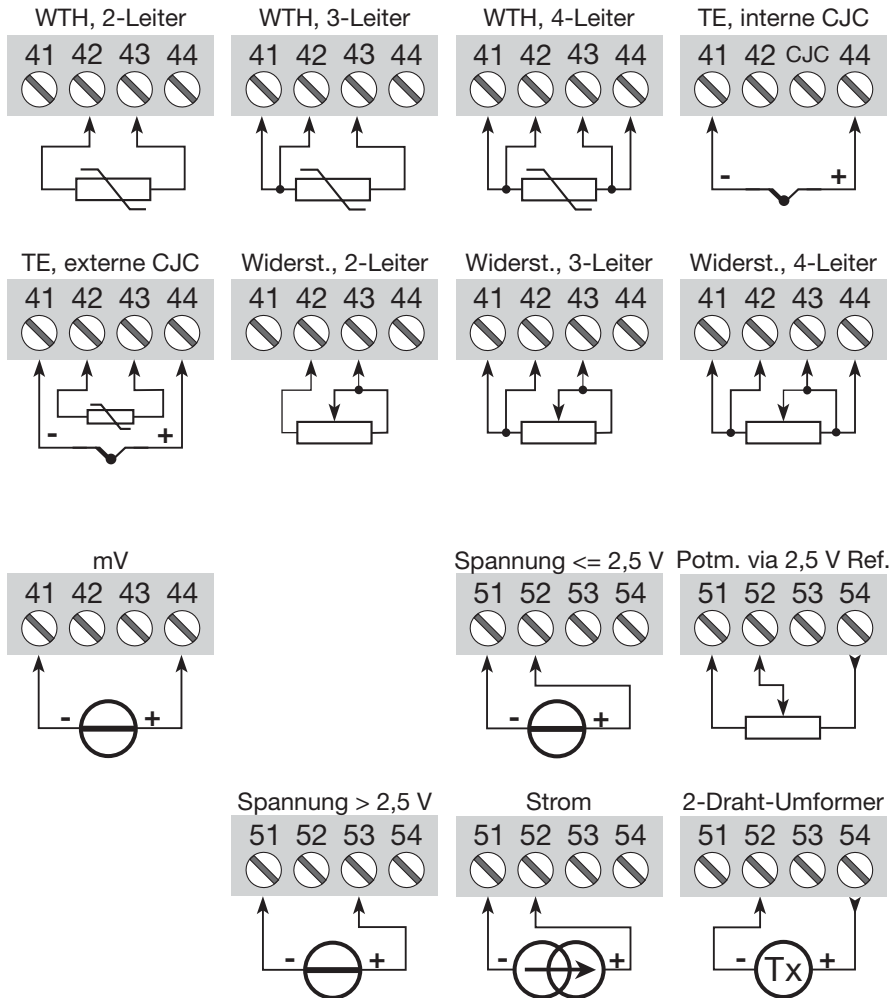 WTH, 2-Leiter
41 42 43 44
WTH, 3-Leiter
41 42 43 44
WTH, 4-Leiter
41 42 43 44
TE, interne CJC
41 42 CJC 44
- +
TE, externe CJC
41 42 43 44
- +
Widerst., 2-Leiter
41 42 43 44
Widerst., 3-Leiter
41 42 43 44
Widerst., 4-Leiter
41 42 43 44
mV
41 42 43 44
- +
Spannung <= 2,5 V
51 52 53 54
- +
Potm. via 2,5 V Ref.
51 52 53 54
Spannung > 2,5 V
51 52 53 54
- +
Strom
51 52 53 54
- +
2-Draht-Umformer
51 52 53 54
- Tx +